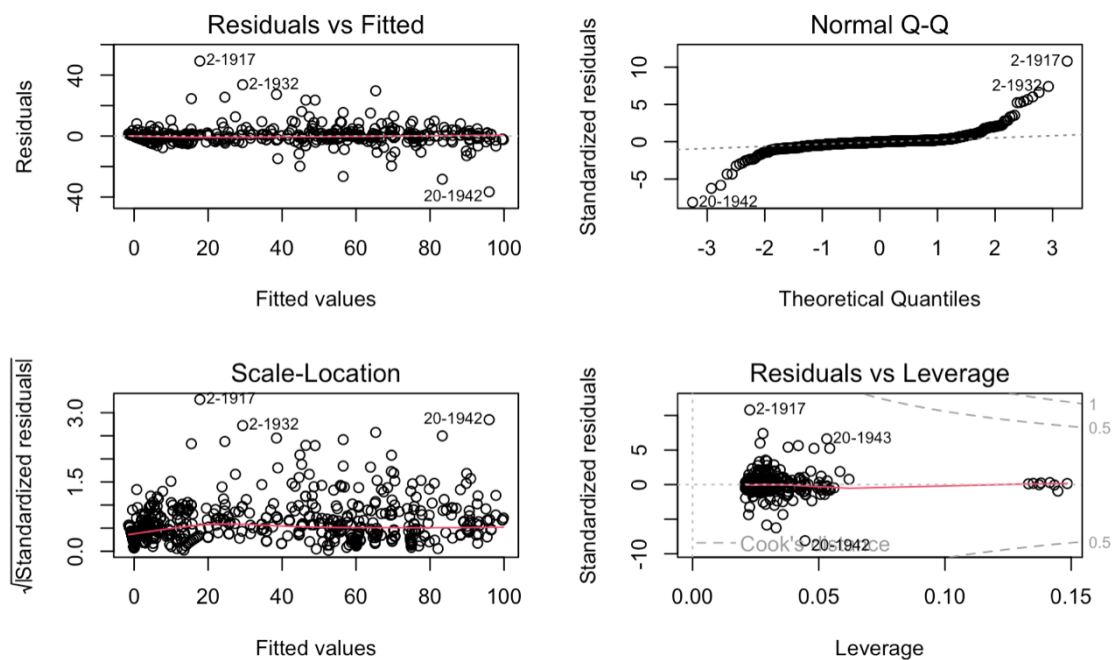 Residuals vs Fitted
Residuals
40
0
-40
2-1917
2-1932
20-1942
0 20 40 60 80 100
Fitted values
Normal Q-Q
Standardized residuals
10
5
0
-5
2-1917
2-1932
20-1942
-3 -2 -1 0 1 2 3
Theoretical Quantiles
Scale-Location
√|Standardized residuals|
3.0
1.5
0.0
2-1917
2-1932
20-1942
0 20 40 60 80 100
Fitted values
Residuals vs Leverage
Standardized residuals
5
0
-10
2-1917
20-1943
20-1942
Cook's distance
1
0.5
0.5
0.00 0.05 0.10 0.15
Leverage